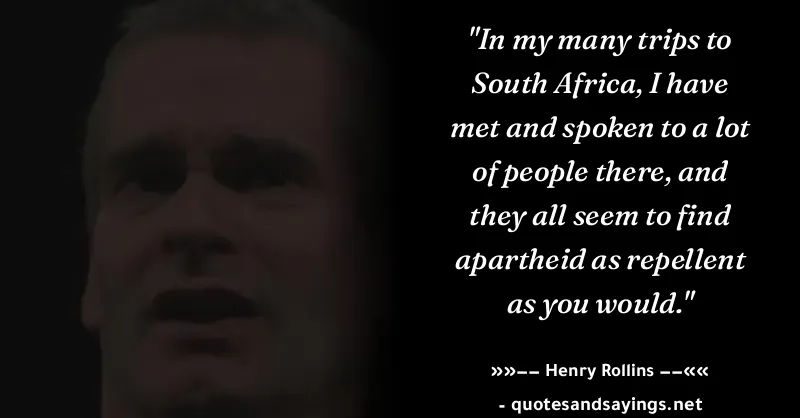 "In my many trips to
South Africa, I have
met and spoken to a lot
of people there, and
they all seem to find
apartheid as repellent
as you would."
»»–– Henry Rollins ––««
- quotesandsayings.net